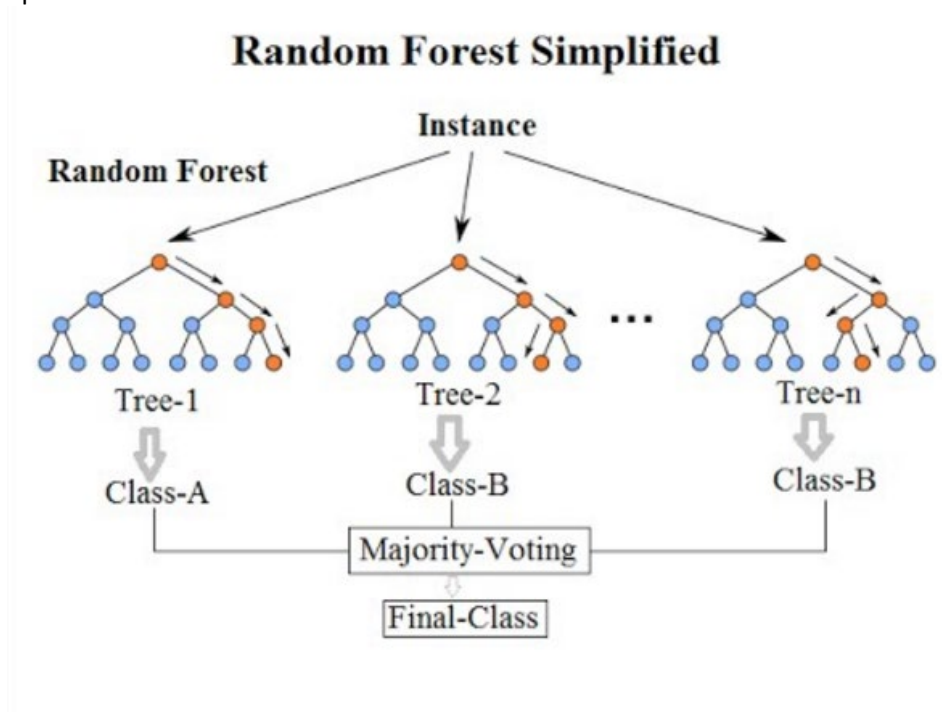 Random Forest Simplified
Instance
Random Forest
...
Tree-1
Tree-2
Tree-n
Class-A
Class-B
Class-B
Majority-Voting
Final-Class